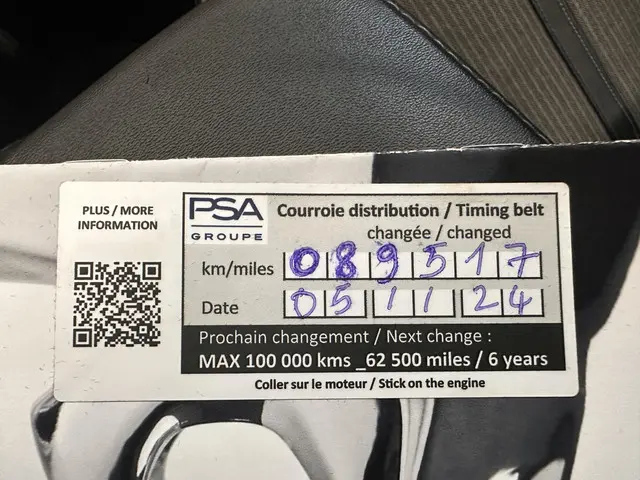 PLUS / MORE
INFORMATION
PSA
GROUPE
Courroie distribution / Timing belt
changée / changed
km/miles 089517
Date 05 11 24
Prochain changement / Next change :
MAX 100 000 kms _62 500 miles / 6 years
Coller sur le moteur / Stick on the engine